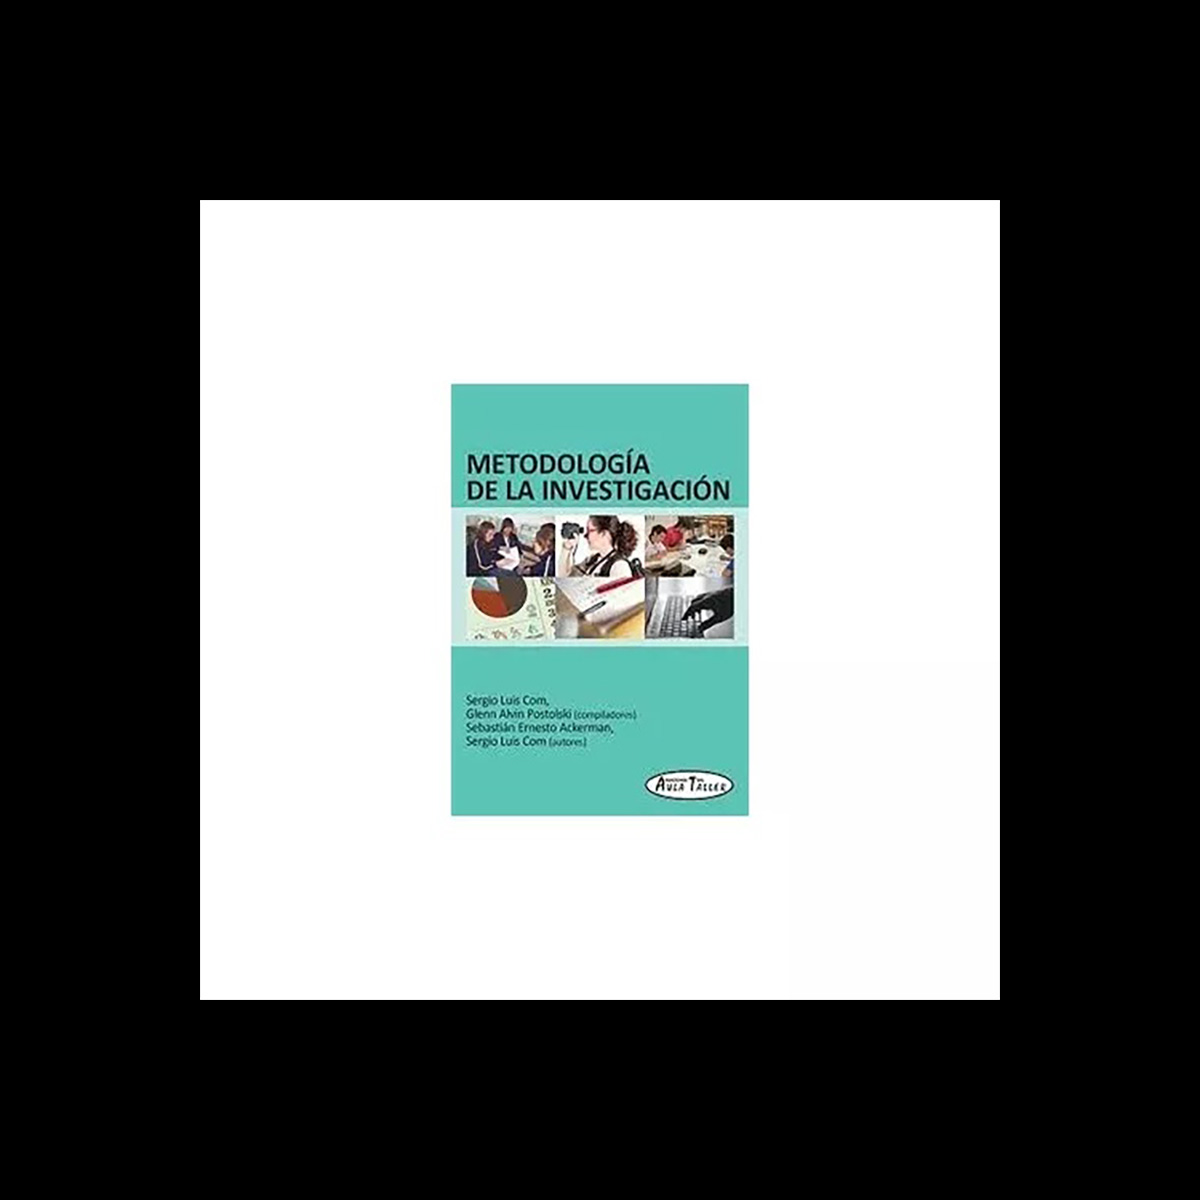 METODOLOGÍA
DE LA INVESTIGACIÓN
Sergio Luis Com,
Glenn Alvin Postolski (compiladores)
Sebastián Ernesto Ackerman,
Sergio Luis Com (autores)
AULA TALLER